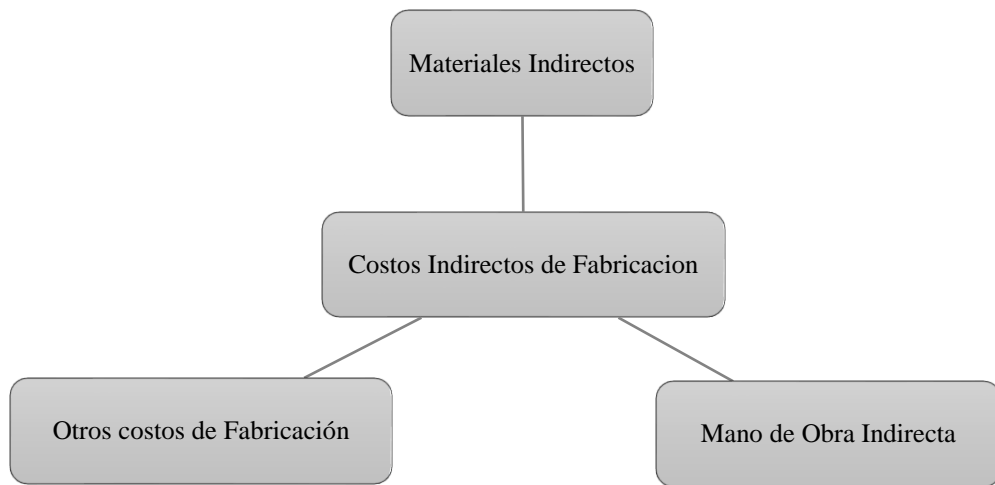 Materiales Indirectos
Costos Indirectos de Fabricacion
Otros costos de Fabricación
Mano de Obra Indirecta